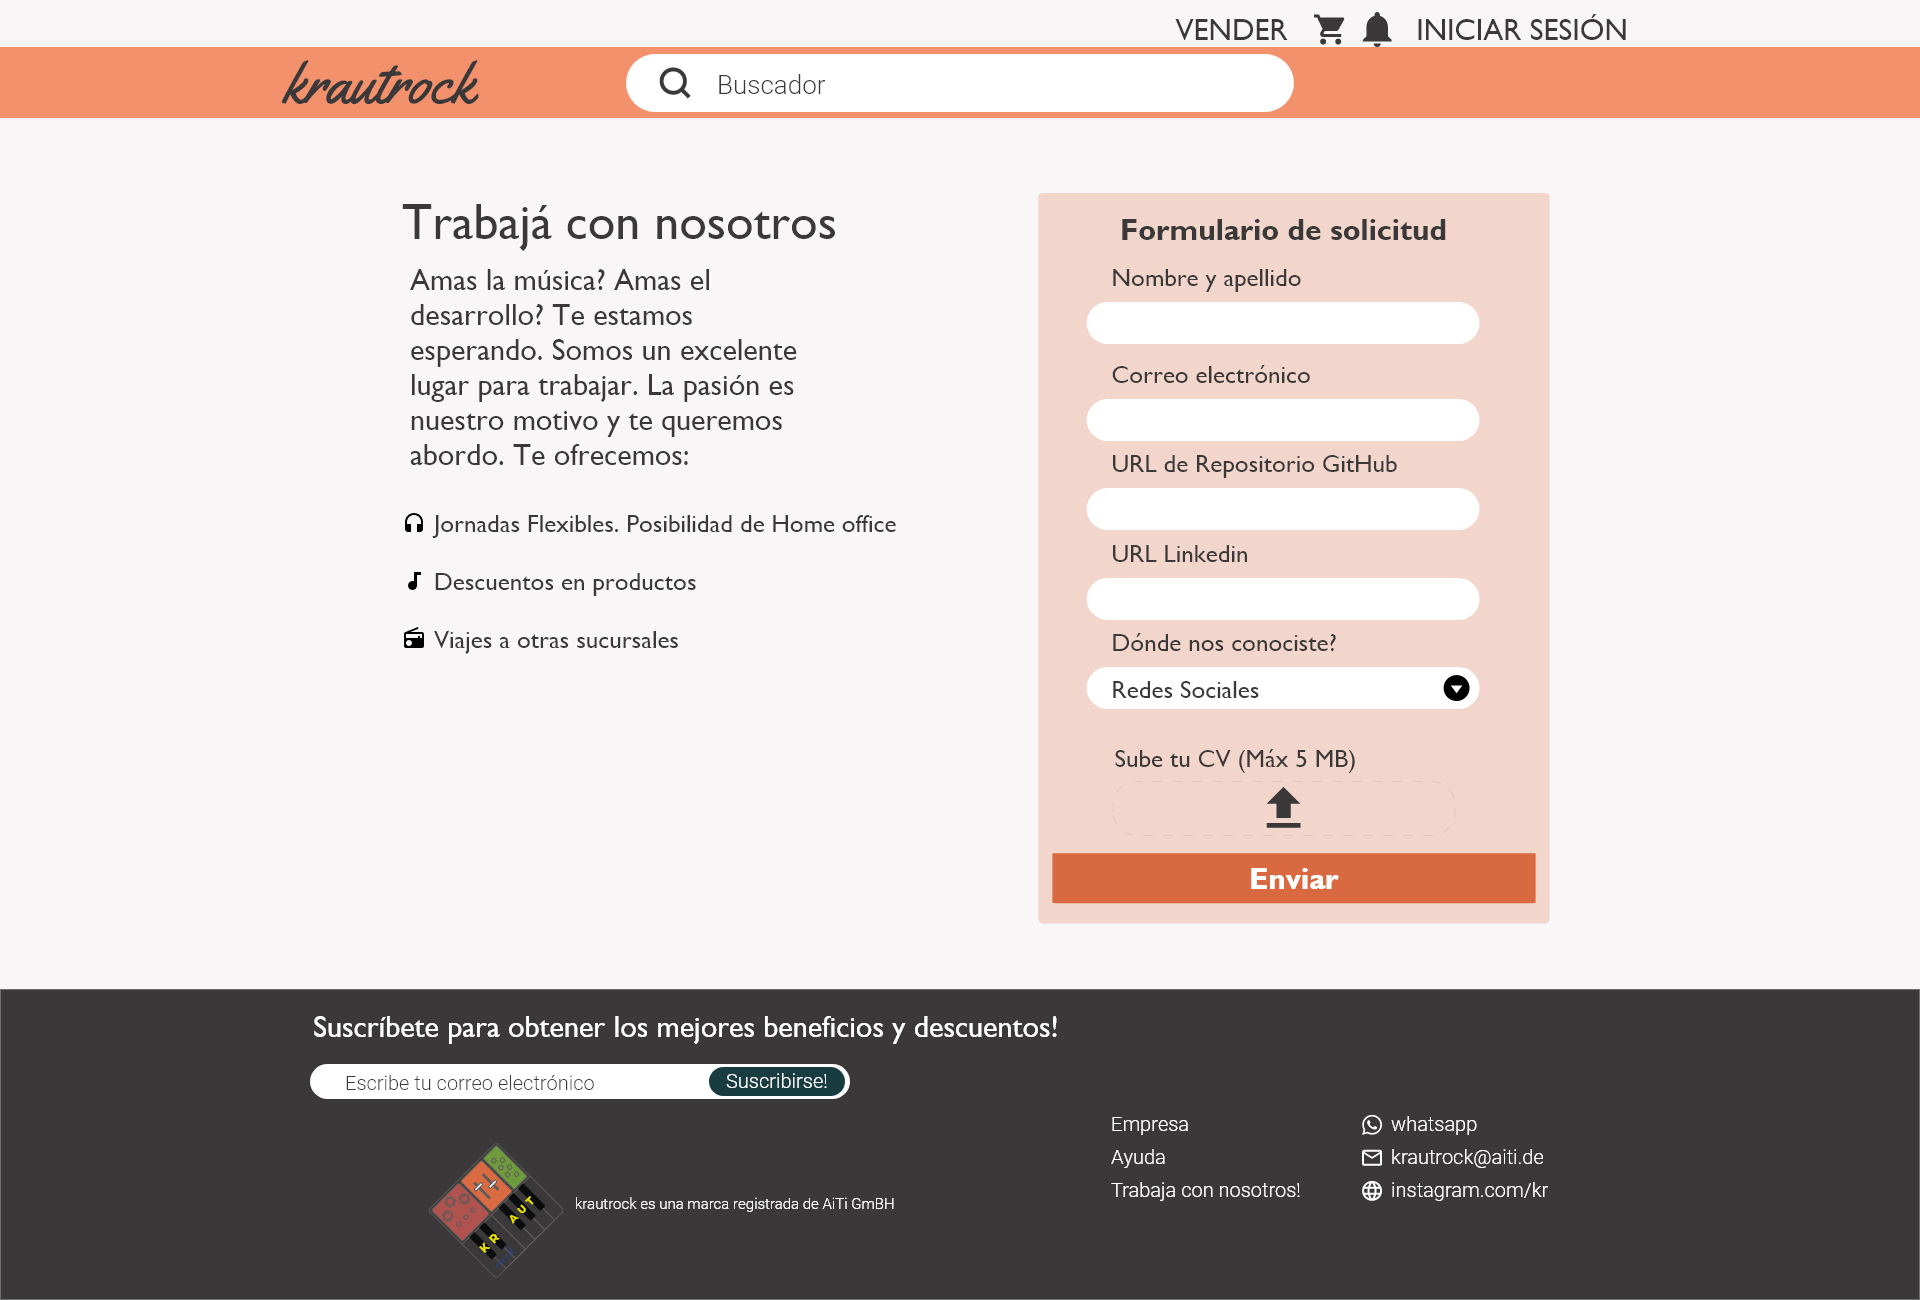 VENDER
INICIAR SESIÓN
krautrock
Buscador
Trabajá con nosotros
Amas la música? Amas el
desarrollo? Te estamos
esperando. Somos un excelente
lugar para trabajar. La pasión es
nuestro motivo y te queremos
abordo. Te ofrecemos:
Jornadas Flexibles. Posibilidad de Home office
Descuentos en productos
Viajes a otras sucursales
Formulario de solicitud
Nombre y apellido
Correo electrónico
URL de Repositorio GitHub
URL Linkedin
Dónde nos conociste?
Redes Sociales
Sube tu CV (Máx 5 MB)
Enviar
Suscríbete para obtener los mejores beneficios y descuentos!
Escribe tu correo electrónico
Suscribirse!
KR AUT
krautrock es una marca registrada de AiTi GmBH
Empresa
Ayuda
Trabaja con nosotros!
whatsapp
krautrock@aiti.de
instagram.com/kr